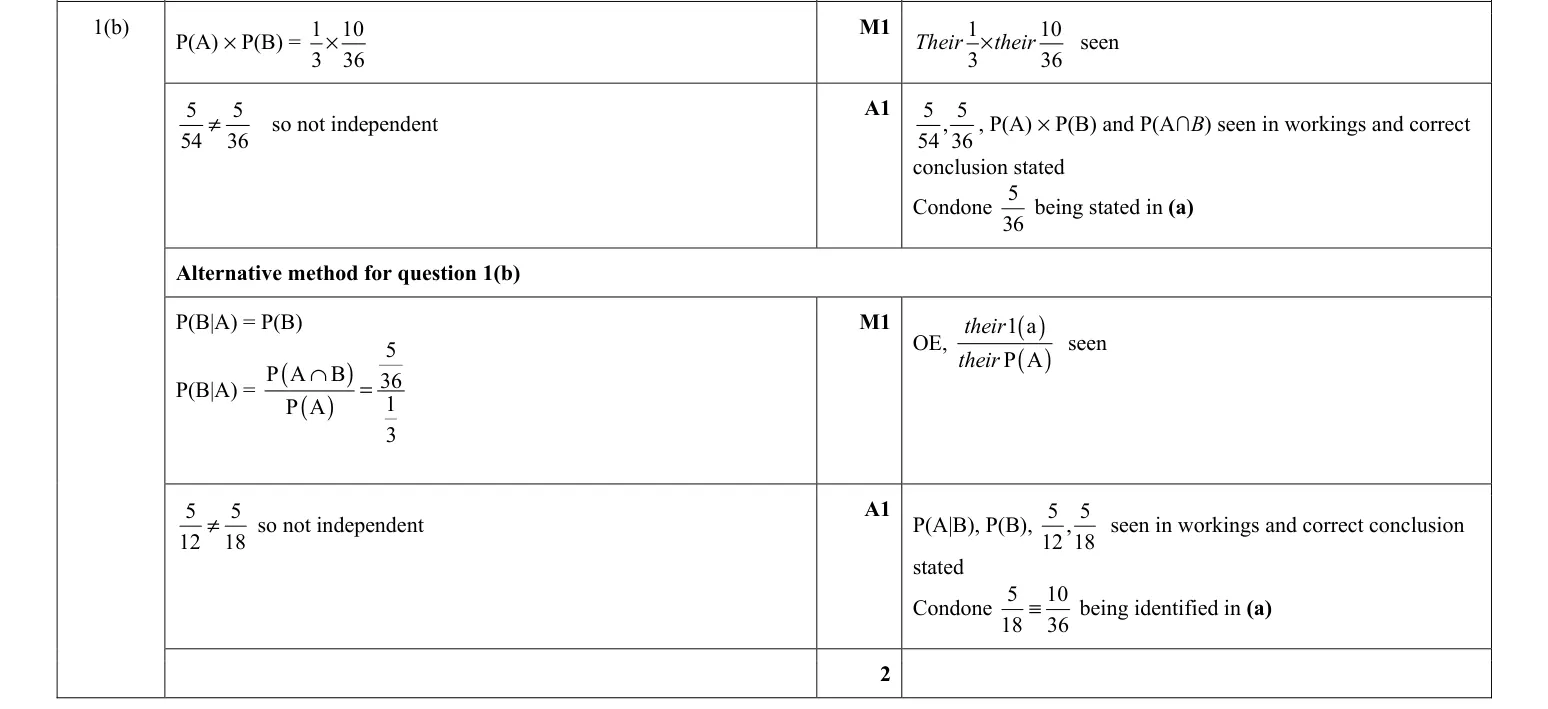 1(b)
P(A) × P(B) = 1/3 × 10/36
M1
Their 1/3 × their 10/36 seen
5/54 ≠ 5/36 so not independent
A1
5/54, 5/36, P(A) × P(B) and P(A∩B) seen in workings and correct
conclusion stated
Condone 5/36 being stated in (a)
Alternative method for question 1(b)
P(B|A) = P(B)
P(B|A) = P(A ∩ B)/P(A) = (5/36)/(1/3)
M1
OE, their 1(a)/their P(A) seen
5/12 ≠ 5/18 so not independent
A1
P(A|B), P(B), 5/12, 5/18 seen in workings and correct conclusion
stated
Condone 5/18 ≡ 10/36 being identified in (a)
2